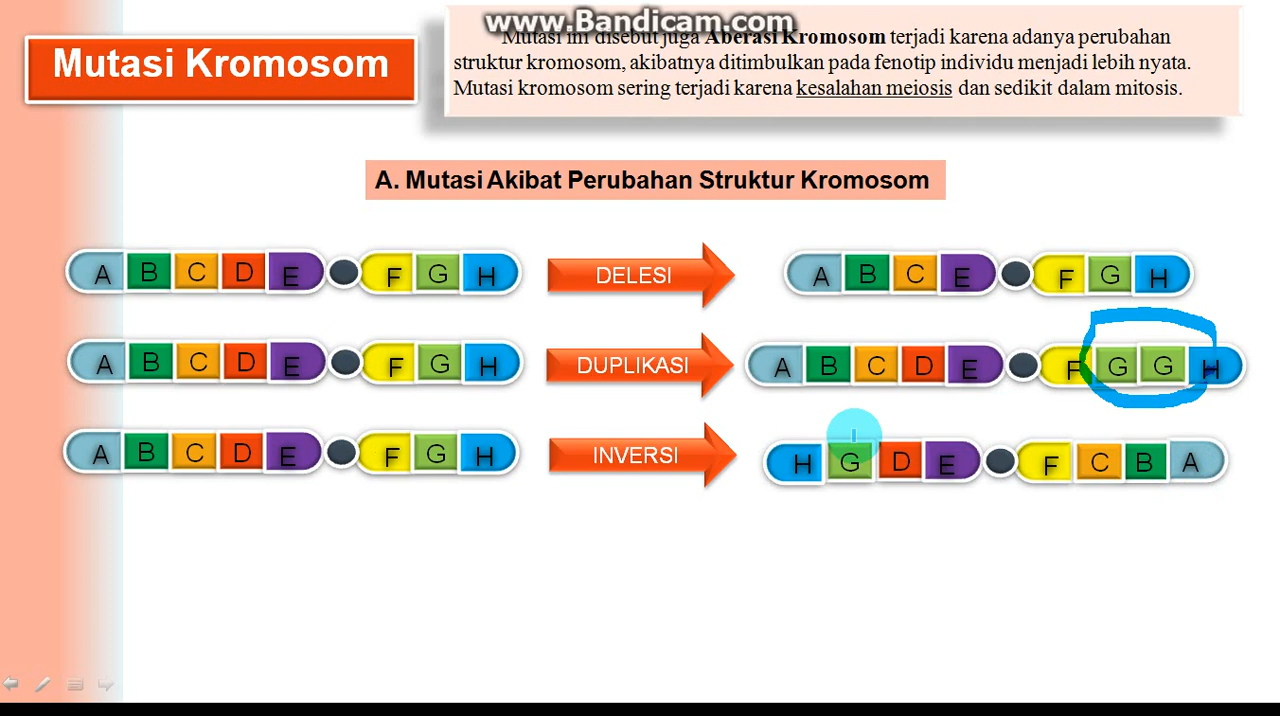 www.Bandicam.com
Mutasi Kromosom
Mutasi ini disebut juga Aberasi Kromosom terjadi karena adanya perubahan
struktur kromosom, akibatnya ditimbulkan pada fenotip individu menjadi lebih nyata.
Mutasi kromosom sering terjadi karena kesalahan meiosis dan sedikit dalam mitosis.
A. Mutasi Akibat Perubahan Struktur Kromosom
A B C D E F G H DELESI A B C E F G H
A B C D E F G H DUPLIKASI A B C D E F G G H
A B C D E F G H INVERSI H G D E F C B A